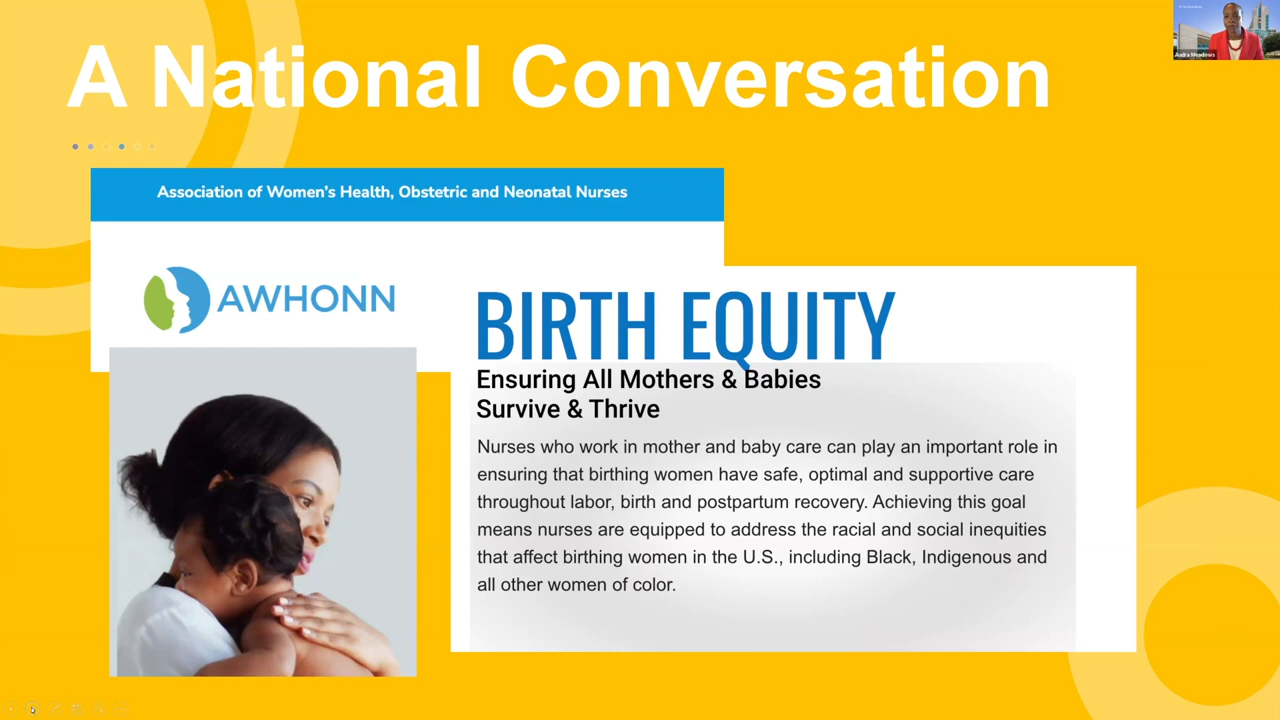 A National Conversation
Association of Women's Health, Obstetric and Neonatal Nurses
AWHONN
BIRTH EQUITY
Ensuring All Mothers & Babies
Survive & Thrive
Nurses who work in mother and baby care can play an important role in
ensuring that birthing women have safe, optimal and supportive care
throughout labor, birth and postpartum recovery. Achieving this goal
means nurses are equipped to address the racial and social inequities
that affect birthing women in the U.S., including Black, Indigenous and
all other women of color.
Audra Meadows